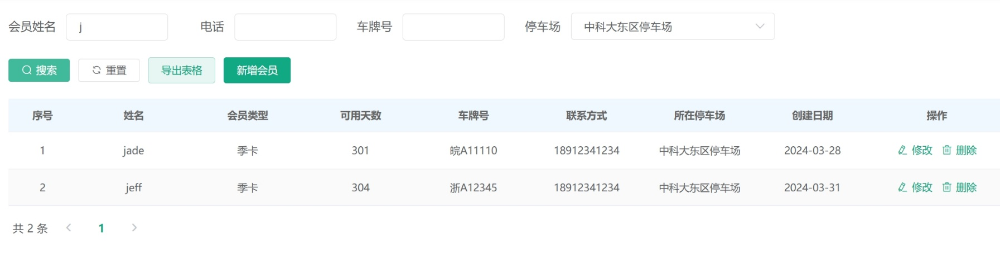 会员姓名 j 电话 车牌号 停车场 中科大东区停车场
搜索 重置 导出表格 新增会员
序号 姓名 会员类型 可用天数 车牌号 联系方式 所在停车场 创建日期 操作
1 jade 季卡 301 皖A11110 18912341234 中科大东区停车场 2024-03-28 修改 删除
2 jeff 季卡 304 浙A12345 18912341234 中科大东区停车场 2024-03-31 修改 删除
共 2 条 1